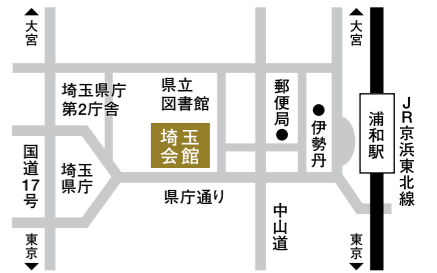 大宮
大宮
埼玉県庁
第2庁舎
県立
図書館
郵便局
伊勢丹
浦和駅
JR京浜東北線
埼玉
会館
国道17号
埼玉
県庁
県庁通り
中山道
東京
東京